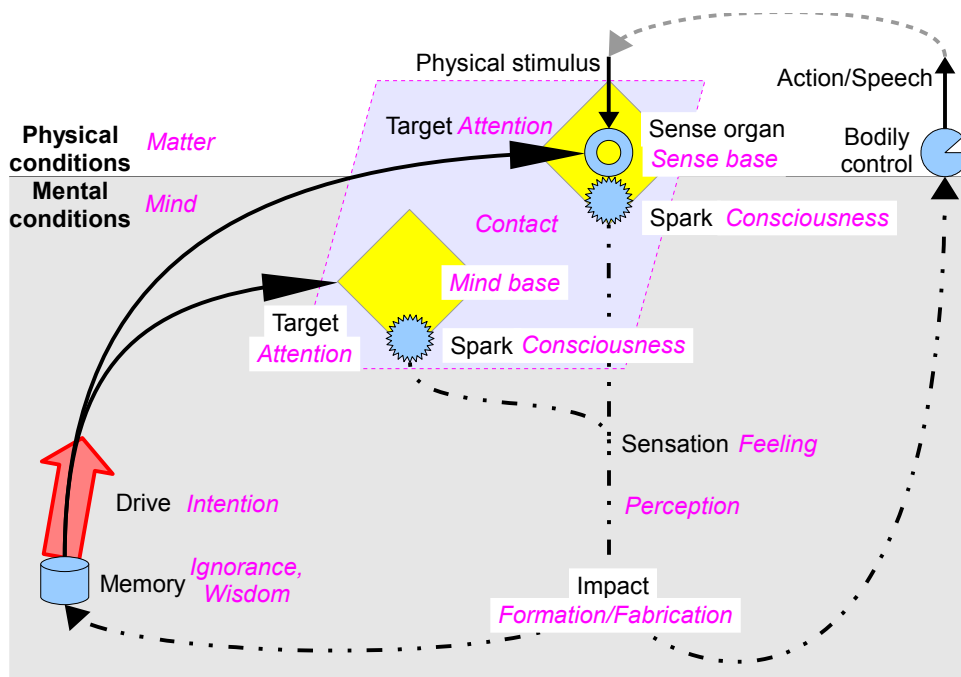 Physical stimulus
Action/Speech
Target Attention
Sense organ
Sense base
Bodily
control
Physical
conditions
Matter
Mental
conditions
Mind
Spark Consciousness
Contact
Mind base
Target
Attention
Spark Consciousness
Sensation Feeling
Perception
Drive Intention
Memory Ignorance,
Wisdom
Impact
Formation/Fabrication